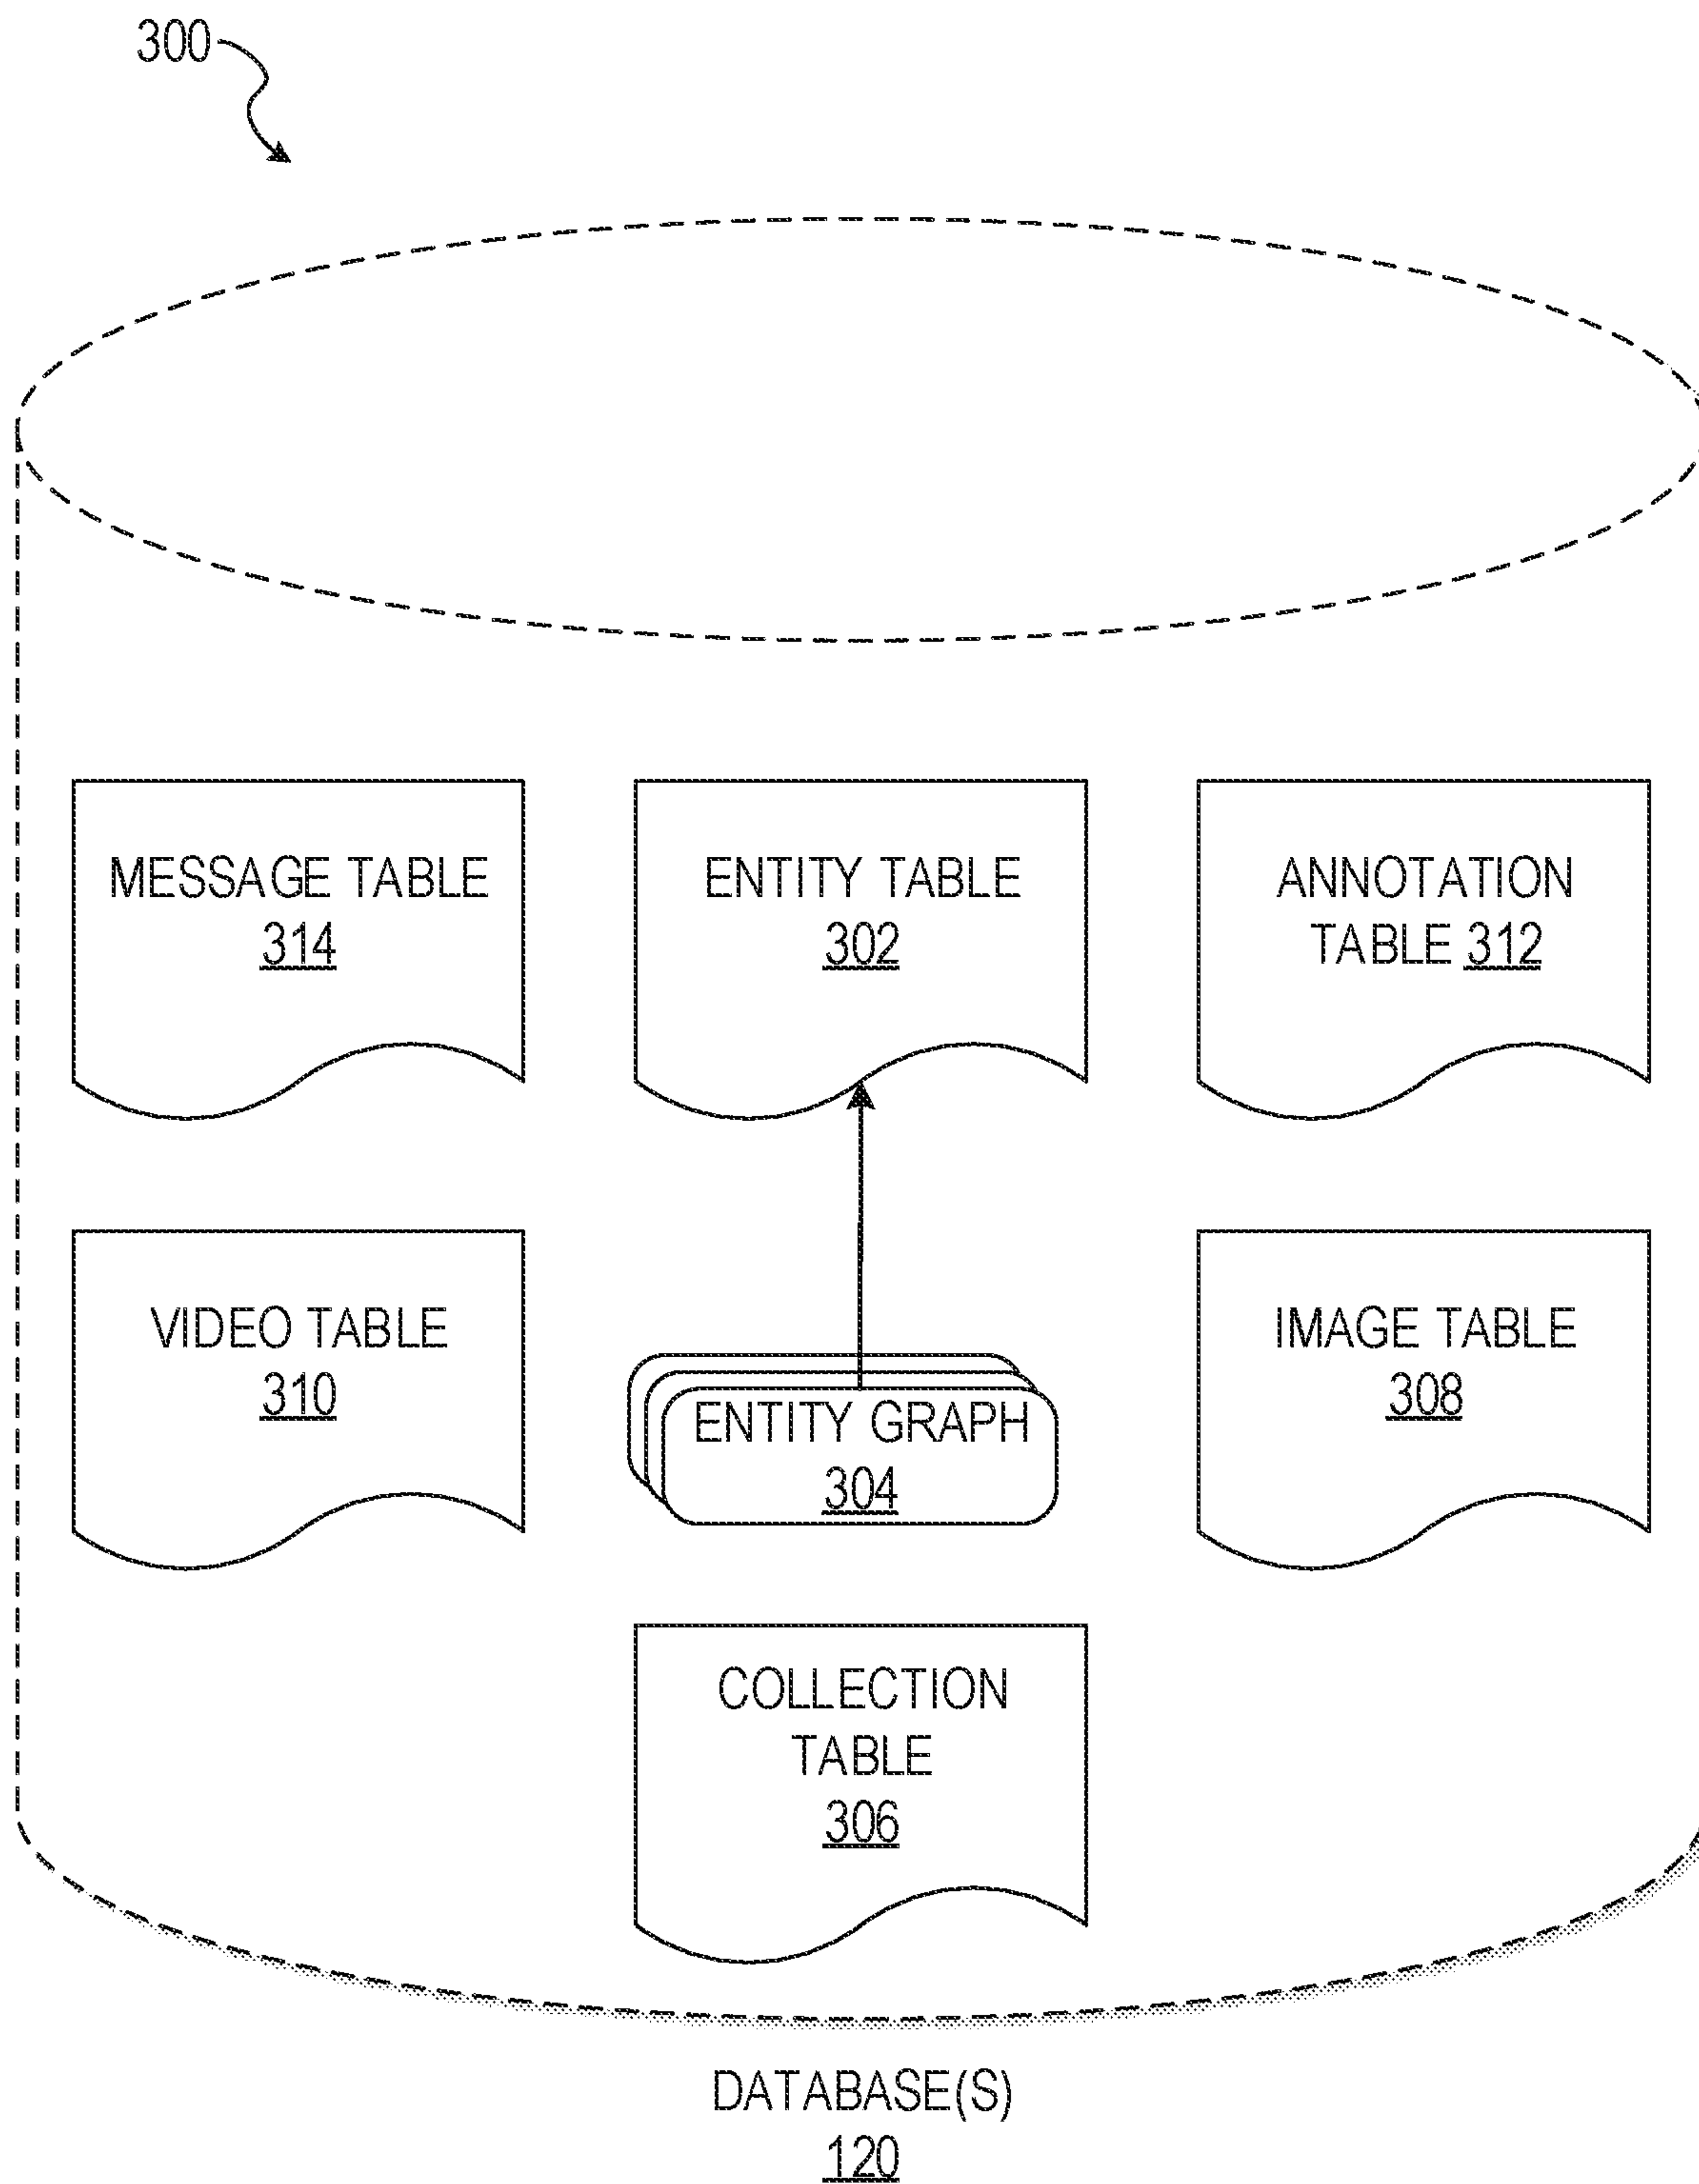 300
MESSAGE TABLE
314
ENTITY TABLE
302
ANNOTATION
TABLE 312
VIDEO TABLE
310
ENTITY GRAPH
304
IMAGE TABLE
308
COLLECTION
TABLE
306
DATABASE(S)
120